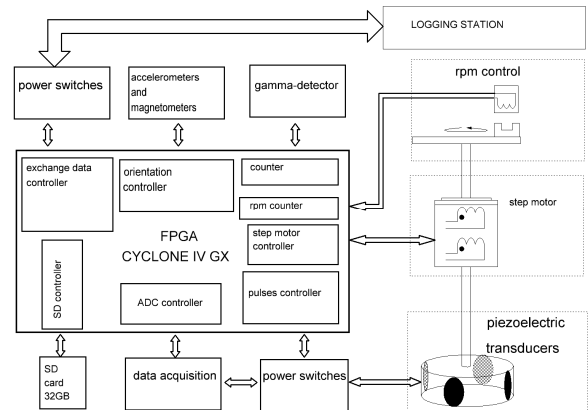 LOGGING STATION
power switches
accelerometers
and
magnetometers
gamma-detector
rpm control
exchange data
controller
orientation
controller
counter
rpm counter
step motor
controller
step motor
FPGA
CYCLONE IV GX
SD controller
ADC controller
pulses controller
piezoelectric
transducers
SD
card
32GB
data acquisition
power switches